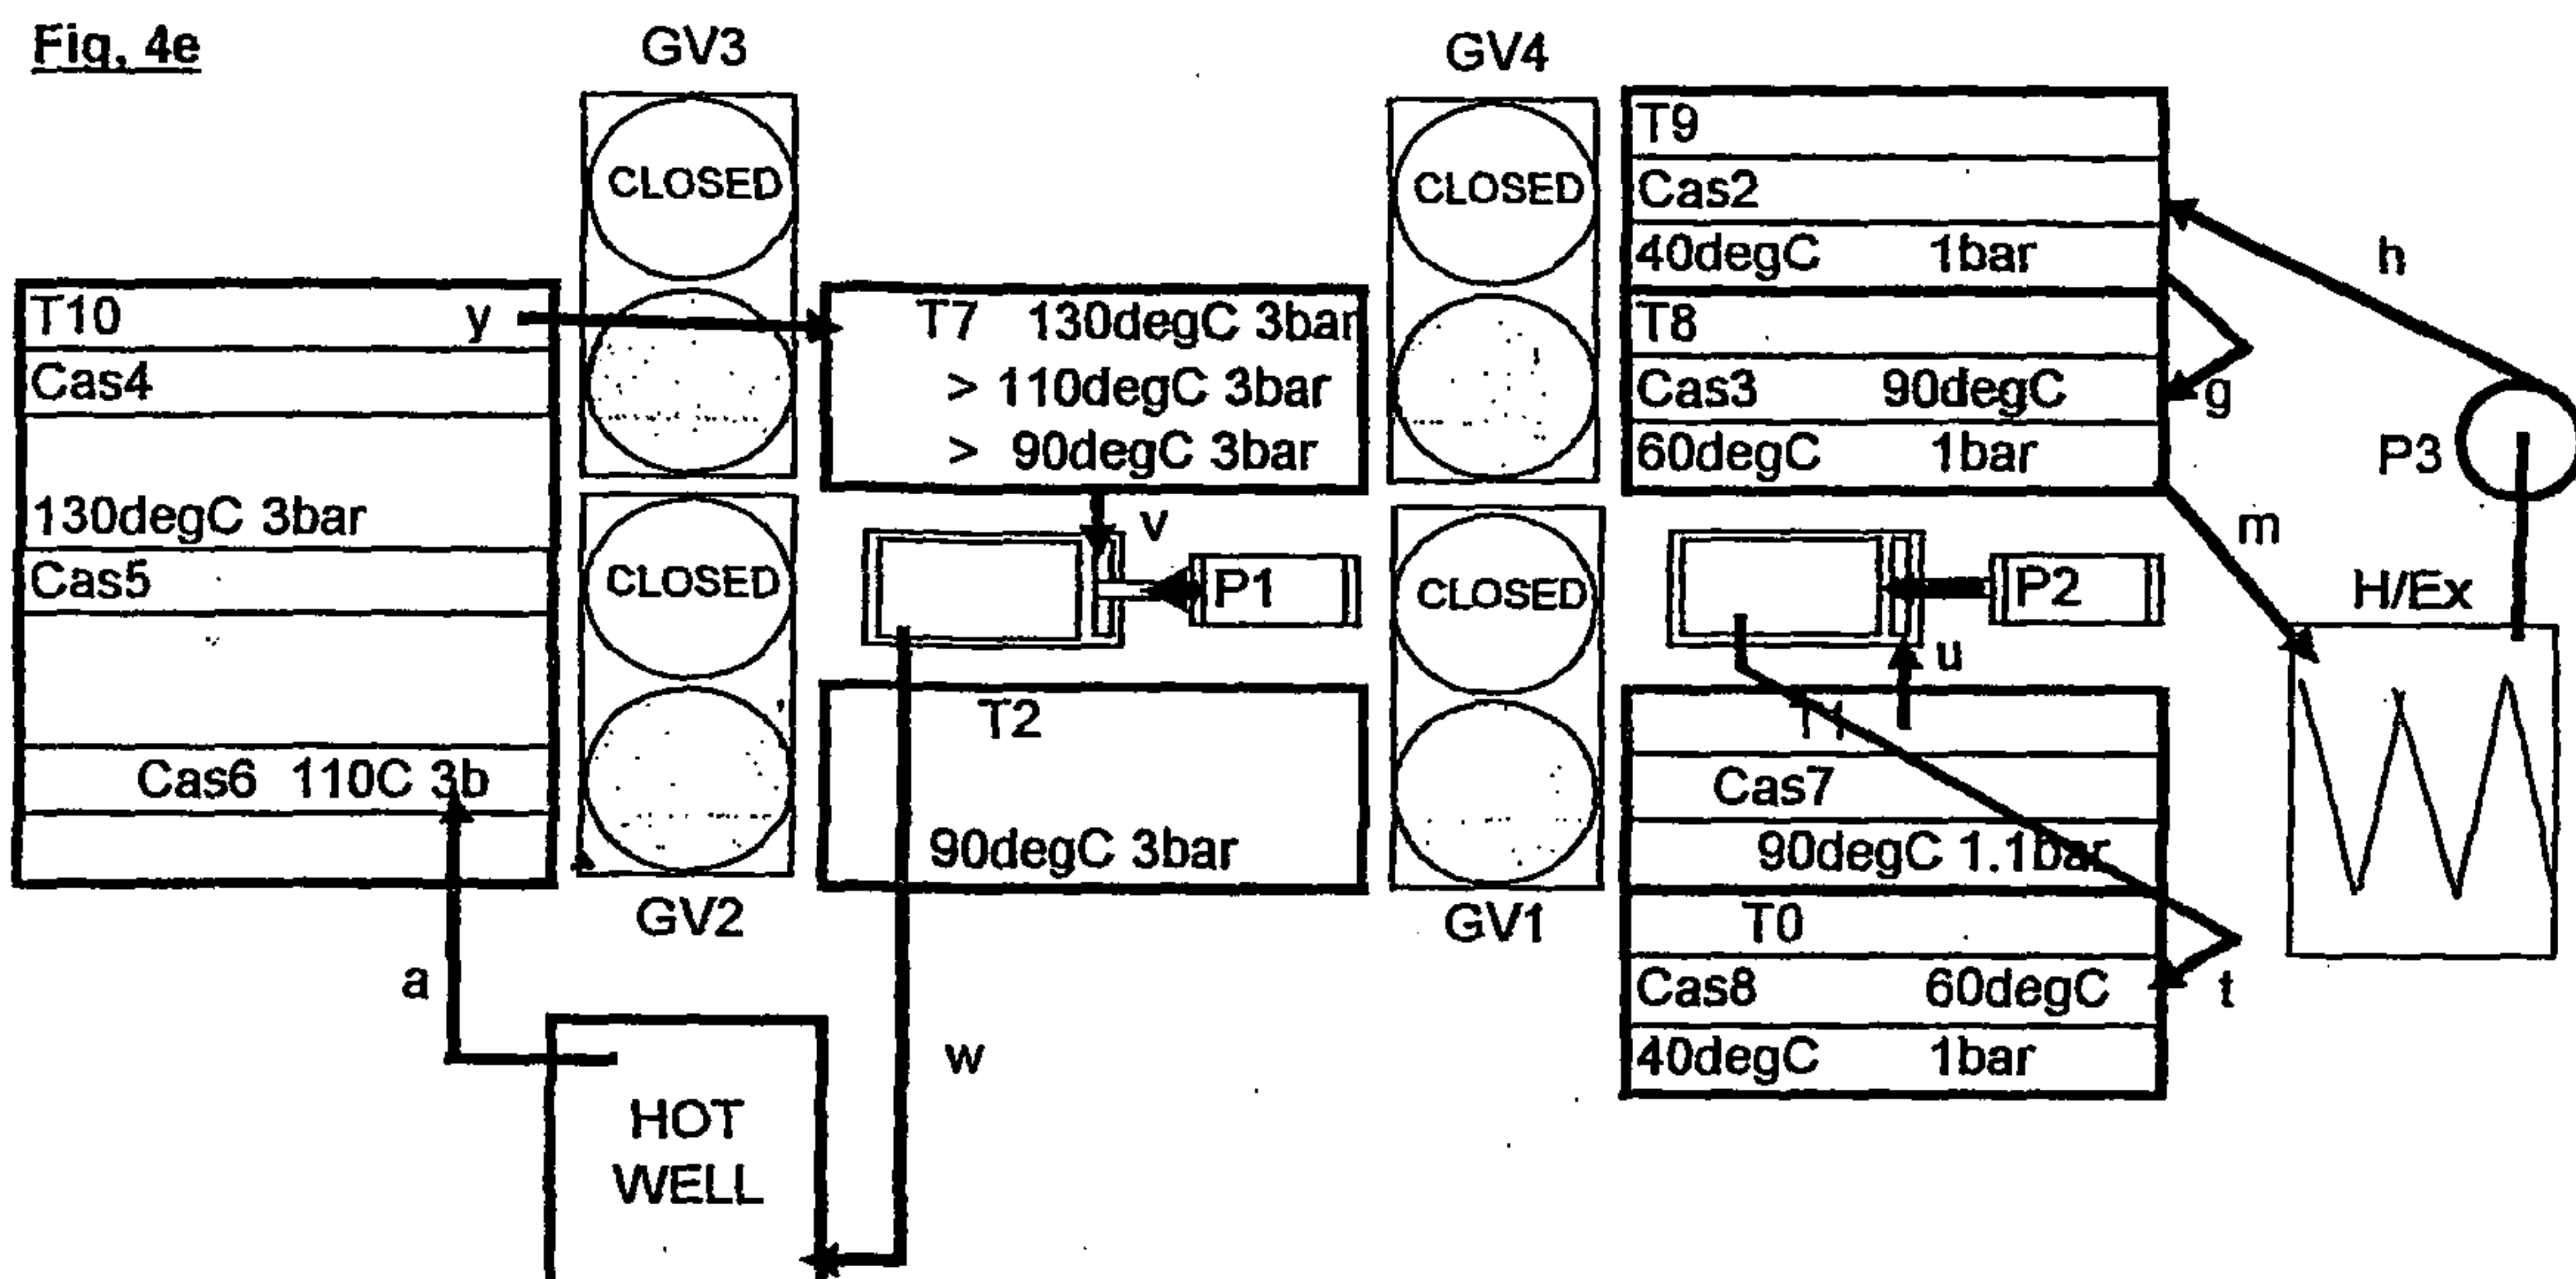 Fig, 4e
GV3
GV4
CLOSED
CLOSED
T9
Cas2
40degC 1bar
h
T10 y
T7 130degC 3bar
T8
Cas4
> 110degC 3bar
Cas3 90degC
g
> 90degC 3bar
60degC 1bar
P3
130degC 3bar
v
m
Cas5
CLOSED
P1
CLOSED
P2
H/Ex
u
T2
T1
Cas6 110C 3b
Cas7
90degC 3bar
90degC 1.1bar
GV2
GV1
T0
a
Cas8 60degC
t
w
40degC 1bar
HOT
WELL